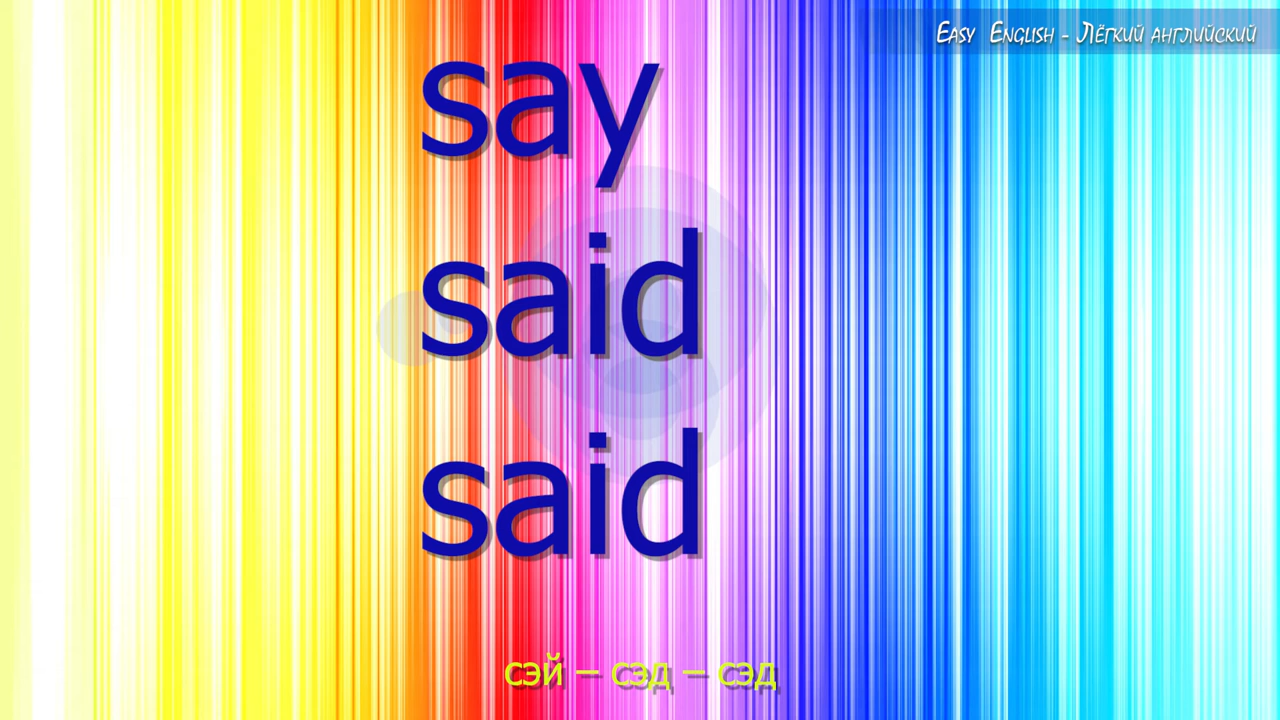 Easy English - Лёгкий английский
say
said
said
сэй – сэд – сэд